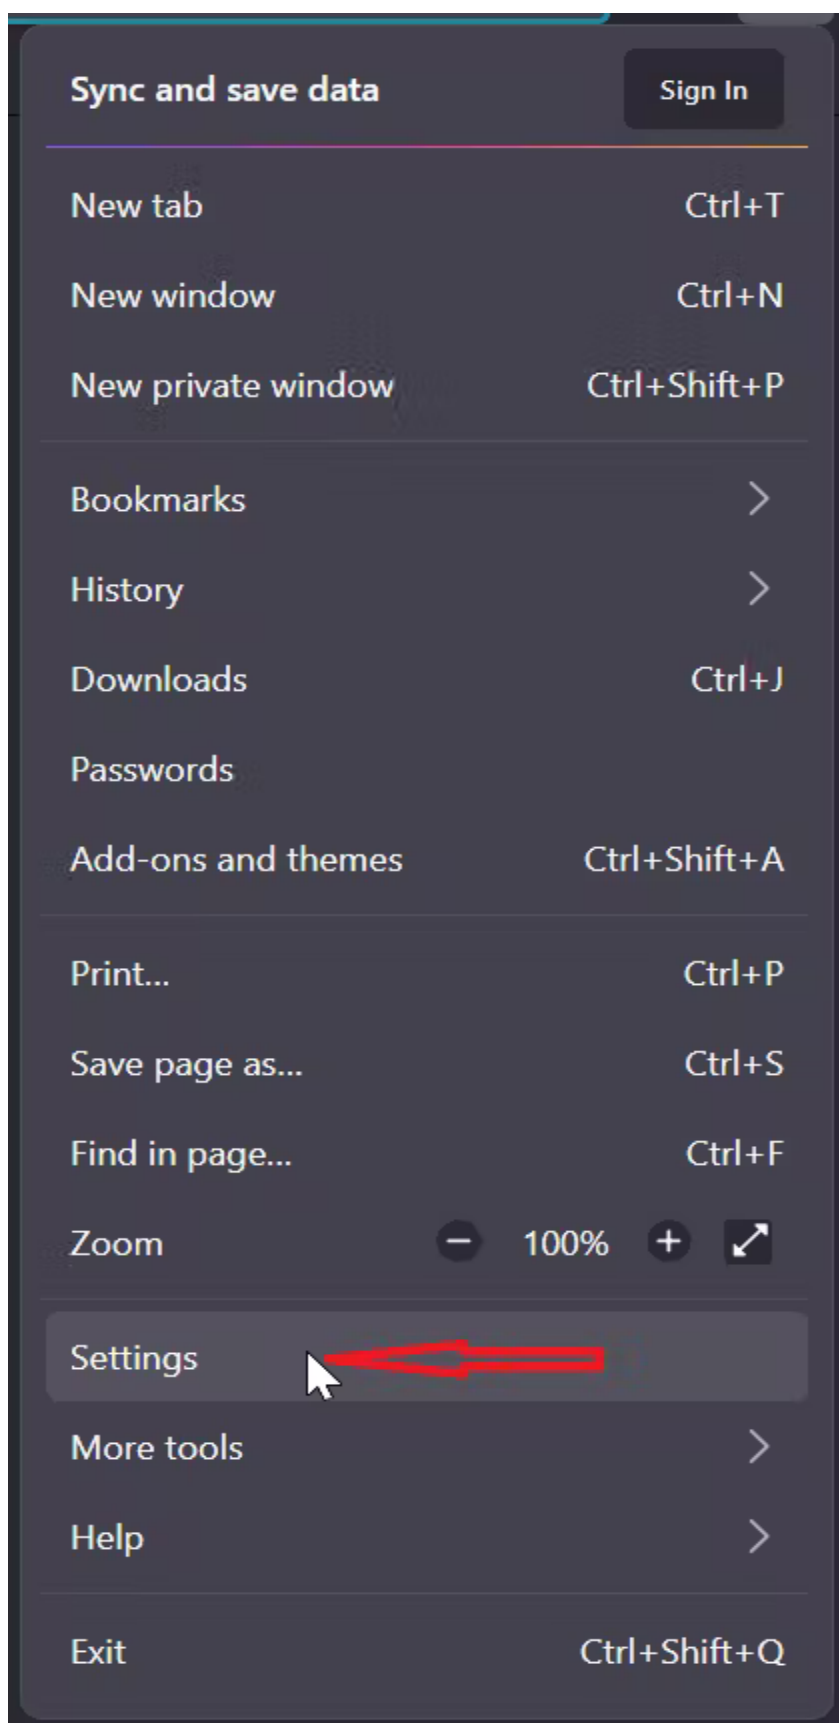 Sync and save data Sign In
New tab Ctrl+T
New window Ctrl+N
New private window Ctrl+Shift+P
Bookmarks
History
Downloads Ctrl+J
Passwords
Add-ons and themes Ctrl+Shift+A
Print... Ctrl+P
Save page as... Ctrl+S
Find in page... Ctrl+F
Zoom 100%
Settings
More tools
Help
Exit Ctrl+Shift+Q